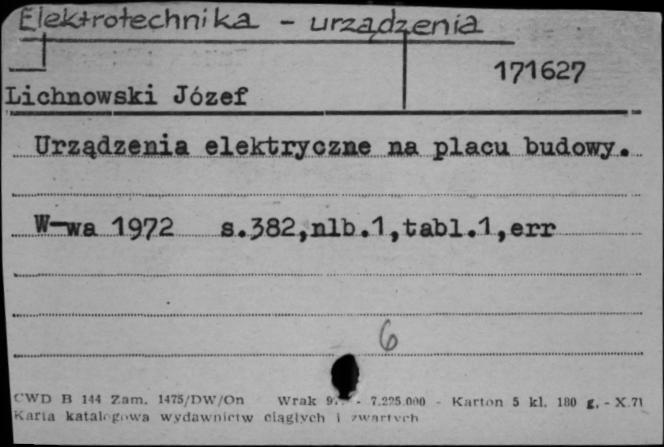 Elektrotechnika - urządzenia
171627
Lichnowski Józef
Urządzenia elektryczne na placu budowy.
W-wa 1972 s.382,nlb.1,tabl.1,err
6
CWD B 144 Zam. 1475/DW/On Wrak - 7.225.000 - Karton 5 kl. 180 g. - X.71
Karta katalogowa wydawnictw ciągłych i zwartych